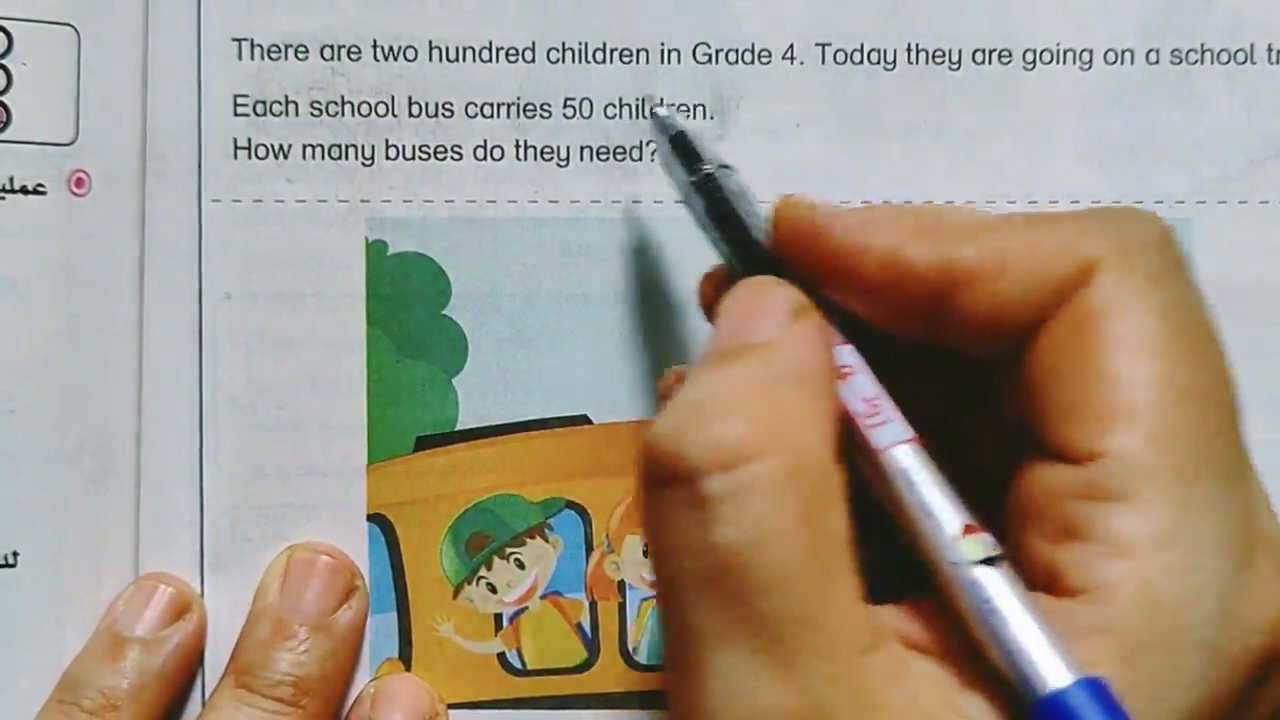 There are two hundred children in Grade 4. Today they are going on a school
Each school bus carries 50 children.
How many buses do they need?